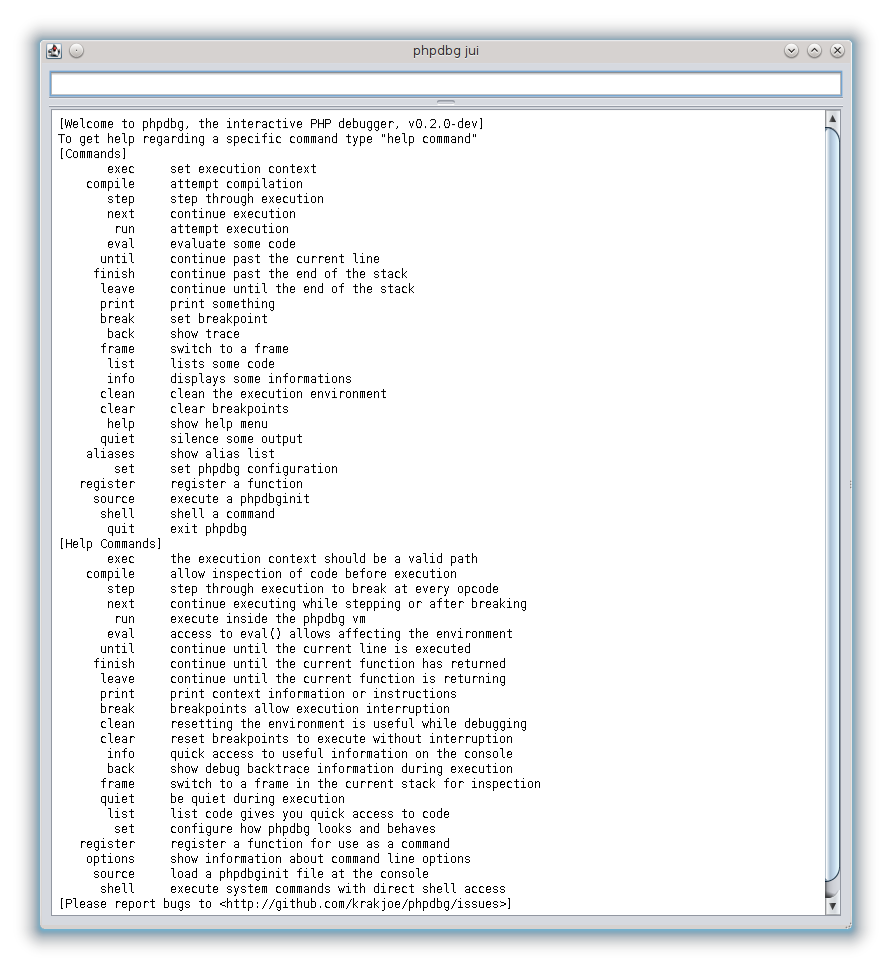 phpdbg jui
[Welcome to phpdbg, the interactive PHP debugger, v0.2.0-dev]
To get help regarding a specific command type "help command"
[Commands]
exec set execution context
compile attempt compilation
step step through execution
next continue execution
run attempt execution
eval evaluate some code
until continue past the current line
finish continue past the end of the stack
leave continue until the end of the stack
print print something
break set breakpoint
back show trace
frame switch to a frame
list lists some code
info displays some informations
clean clean the execution environment
clear clear breakpoints
help show help menu
quiet silence some output
aliases show alias list
set set phpdbg configuration
register register a function
source execute a phpdbginit
shell shell a command
quit exit phpdbg
[Help Commands]
exec the execution context should be a valid path
compile allow inspection of code before execution
step step through execution to break at every opcode
next continue executing while stepping or after breaking
run execute inside the phpdbg vm
eval access to eval() allows affecting the environment
until continue until the current line is executed
finish continue until the current function has returned
leave continue until the current function is returning
print print context information or instructions
break breakpoints allow execution interruption
clean resetting the environment is useful while debugging
clear reset breakpoints to execute without interruption
info quick access to useful information on the console
back show debug backtrace information during execution
frame switch to a frame in the current stack for inspection
quiet be quiet during execution
list list code gives you quick access to code
set configure how phpdbg looks and behaves
register register a function for use as a command
options show information about command line options
source load a phpdbginit file at the console
shell execute system commands with direct shell access
[Please report bugs to <http://github.com/krakjoe/phpdbg/issues>]